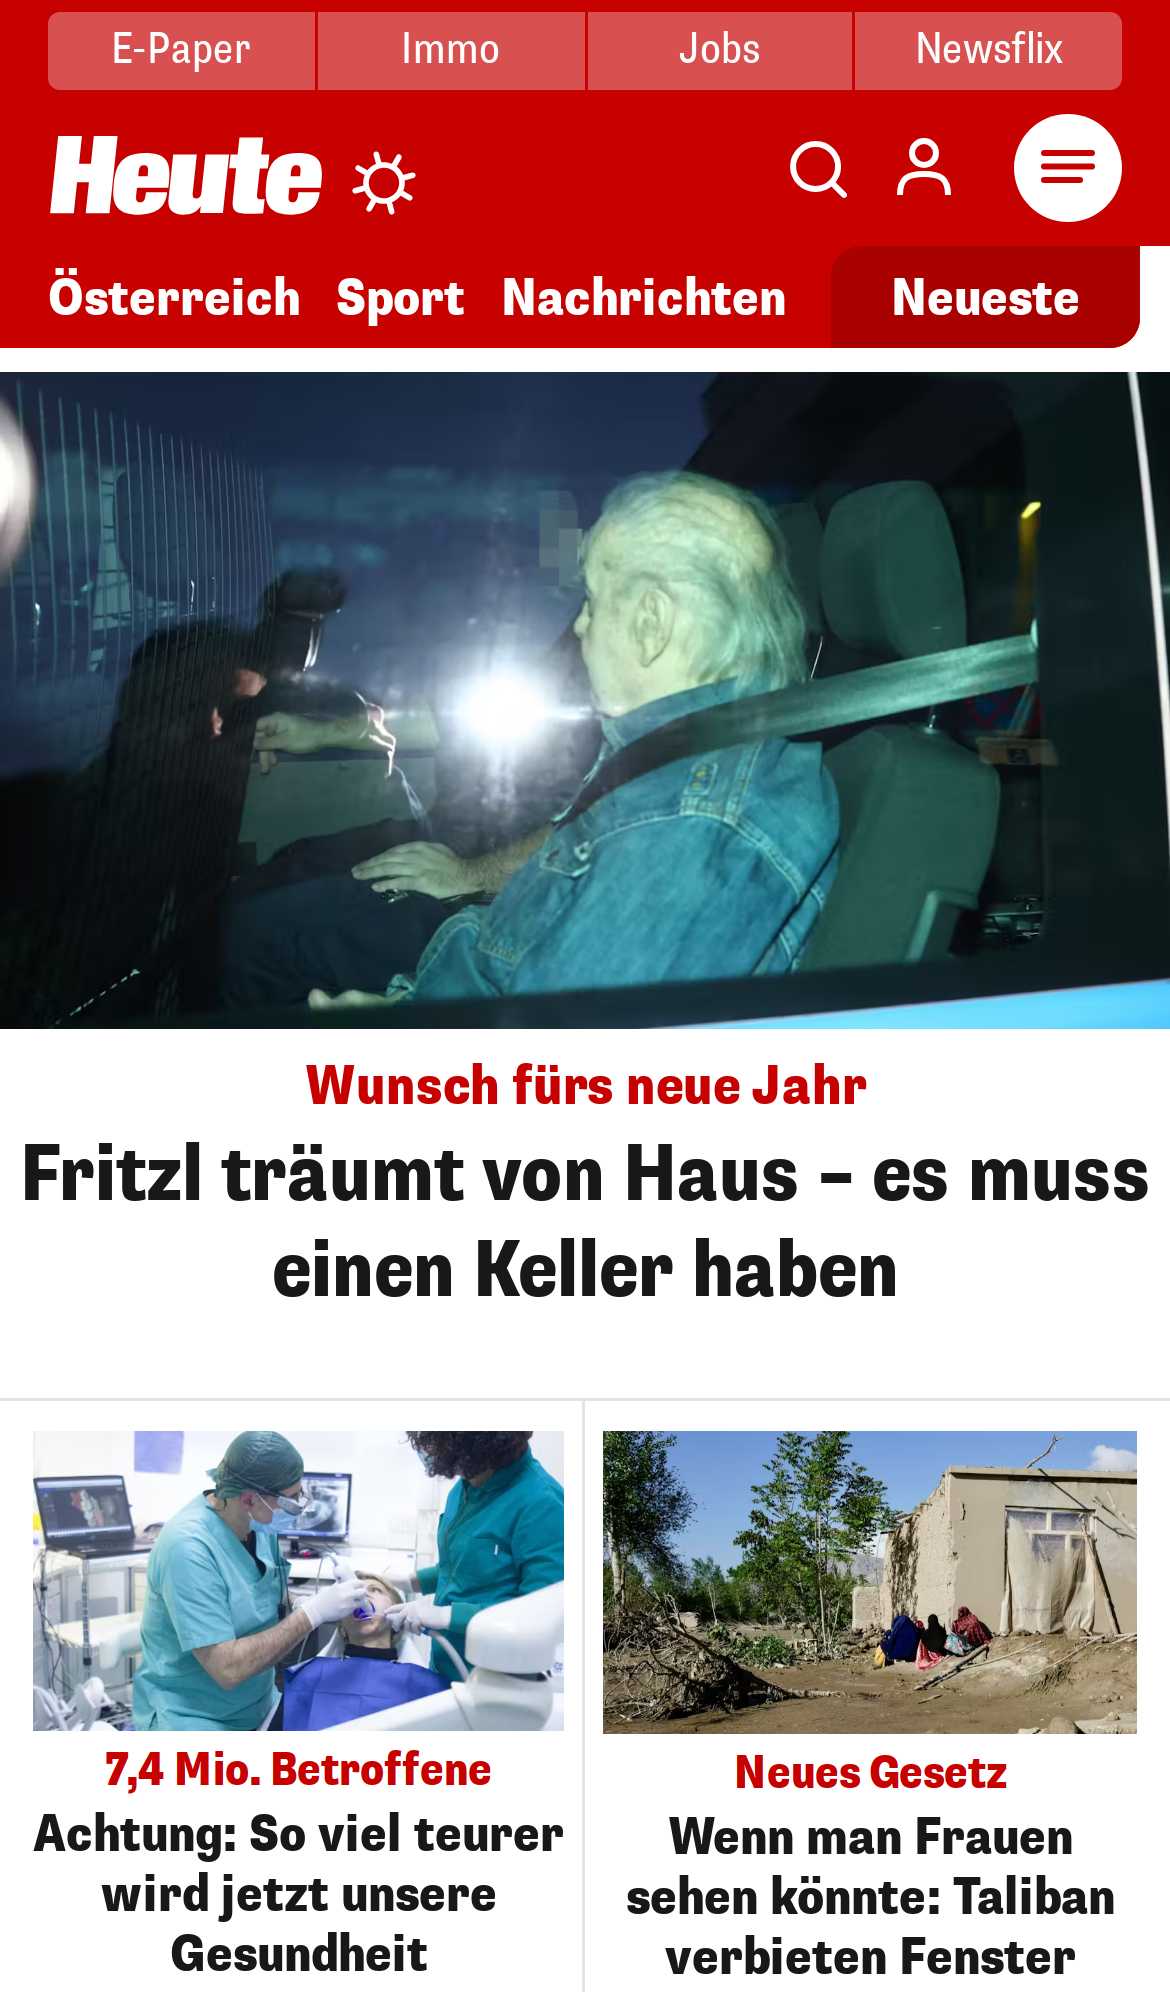 E-Paper Immo Jobs Newsflix
Heute
Österreich Sport Nachrichten Neueste
Wunsch fürs neue Jahr
Fritzl träumt von Haus – es muss
einen Keller haben
7,4 Mio. Betroffene
Achtung: So viel teurer
wird jetzt unsere
Gesundheit
Neues Gesetz
Wenn man Frauen
sehen könnte: Taliban
verbieten Fenster